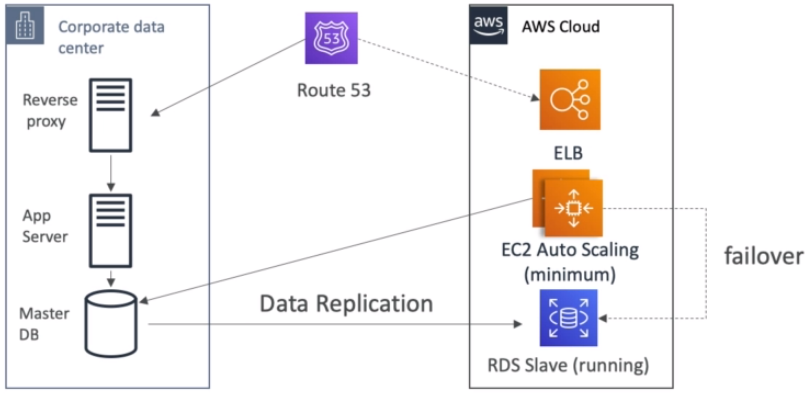 Corporate data
center
Reverse
proxy
App
Server
Master
DB
53
Route 53
Data Replication
aws
AWS Cloud
ELB
EC2 Auto Scaling
(minimum)
RDS Slave (running)
failover